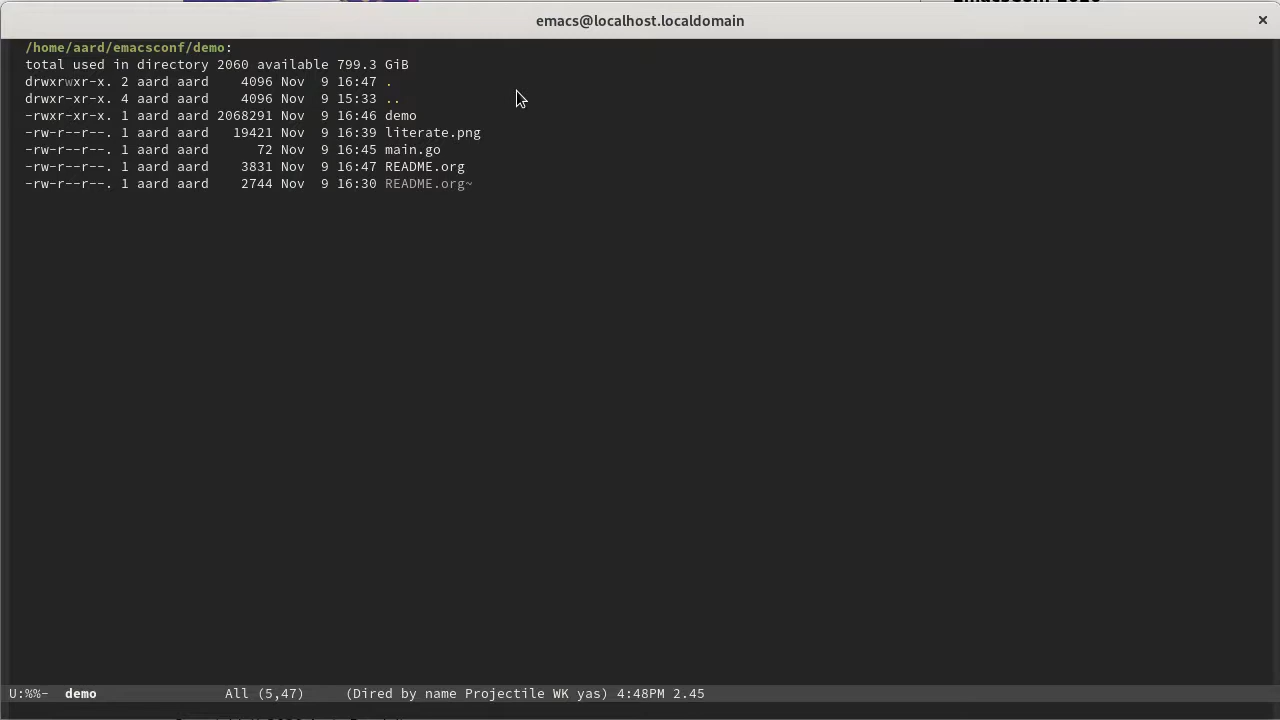 emacs@localhost.localdomain
/home/aard/emacsconf/demo:
total used in directory 2060 available 799.3 GiB
drwxrwxr-x. 2 aard aard    4096 Nov  9 16:47 .
drwxr-xr-x. 4 aard aard    4096 Nov  9 15:33 ..
-rwxr-xr-x. 1 aard aard 2068291 Nov  9 16:46 demo
-rw-r--r--. 1 aard aard   19421 Nov  9 16:39 literate.png
-rw-r--r--. 1 aard aard      72 Nov  9 16:45 main.go
-rw-r--r--. 1 aard aard    3831 Nov  9 16:47 README.org
-rw-r--r--. 1 aard aard    2744 Nov  9 16:30 README.org~
U:%%-  demo                All (5,47)     (Dired by name Projectile WK yas) 4:48PM 2.45